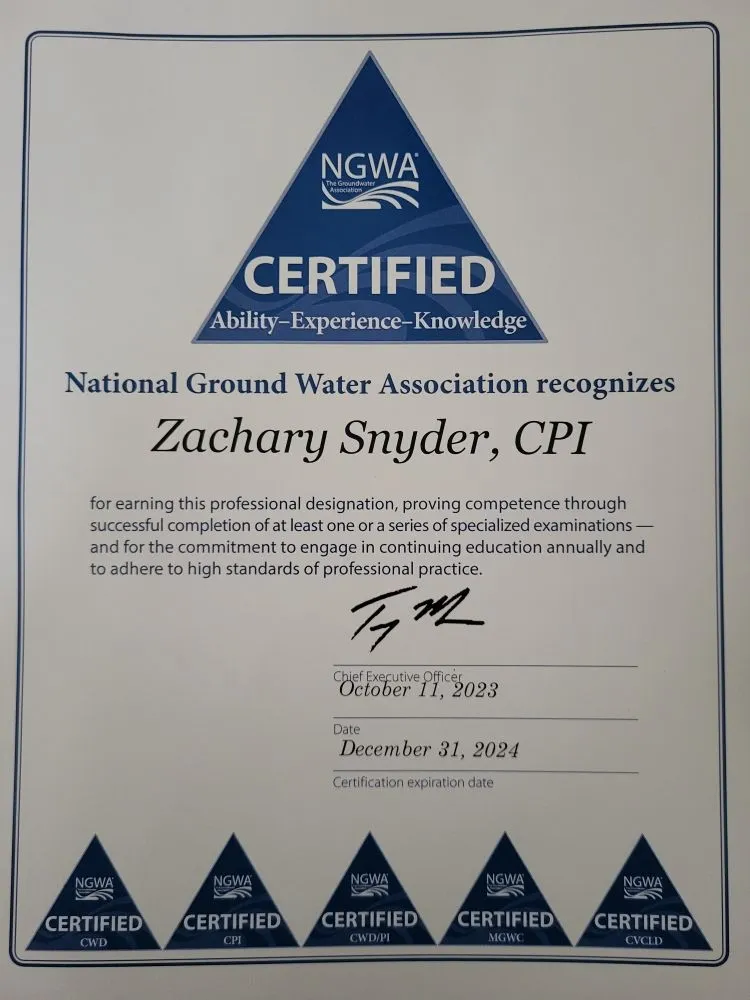 NGWA®
The Groundwater
Association
CERTIFIED
Ability–Experience–Knowledge
National Ground Water Association recognizes
Zachary Snyder, CPI
for earning this professional designation, proving competence through
successful completion of at least one or a series of specialized examinations —
and for the commitment to engage in continuing education annually and
to adhere to high standards of professional practice.
Chief Executive Officer
October 11, 2023
Date
December 31, 2024
Certification expiration date
NGWA
CERTIFIED
CWD
NGWA
CERTIFIED
CPI
NGWA
CERTIFIED
CWD/PI
NGWA
CERTIFIED
MGWC
NGWA
CERTIFIED
CVCLD